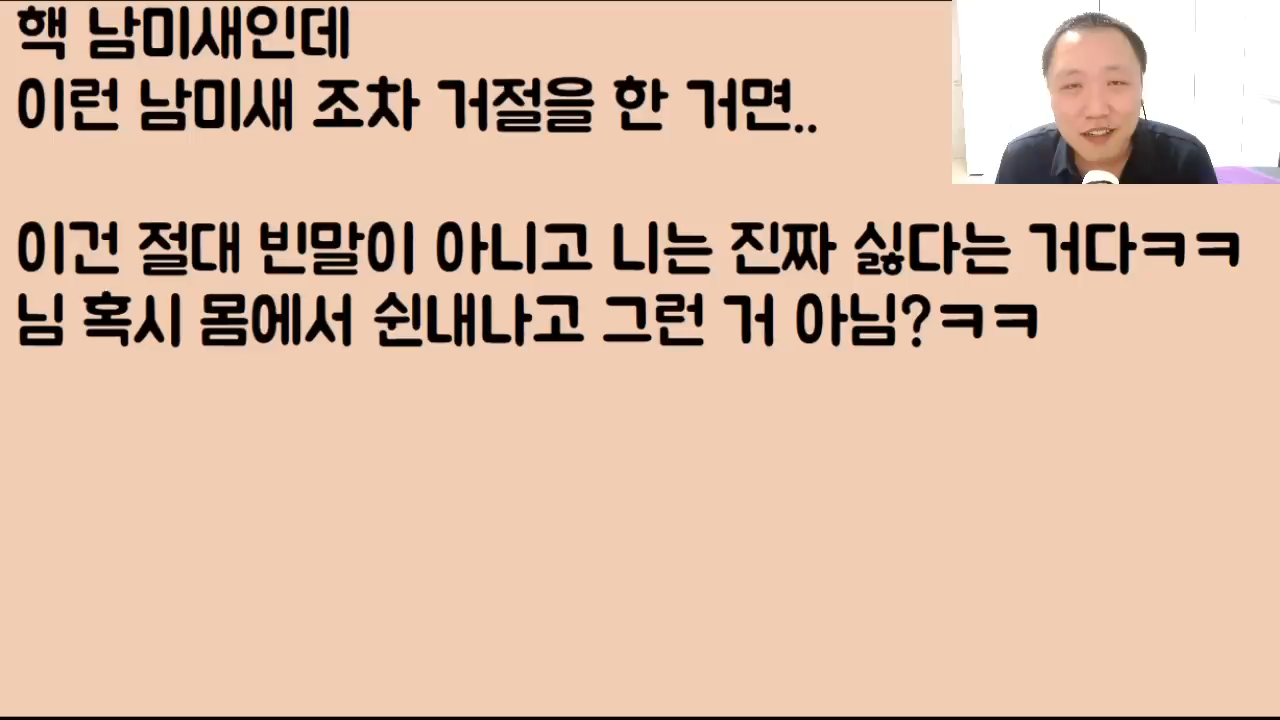 핵 남미새인데
이런 남미새 조차 거절을 한 거면..
이건 절대 빈말이 아니고 니는 진짜 싫다는 거다ㅋㅋ
님 혹시 몸에서 쉰내나고 그런 거 아님?ㅋㅋ